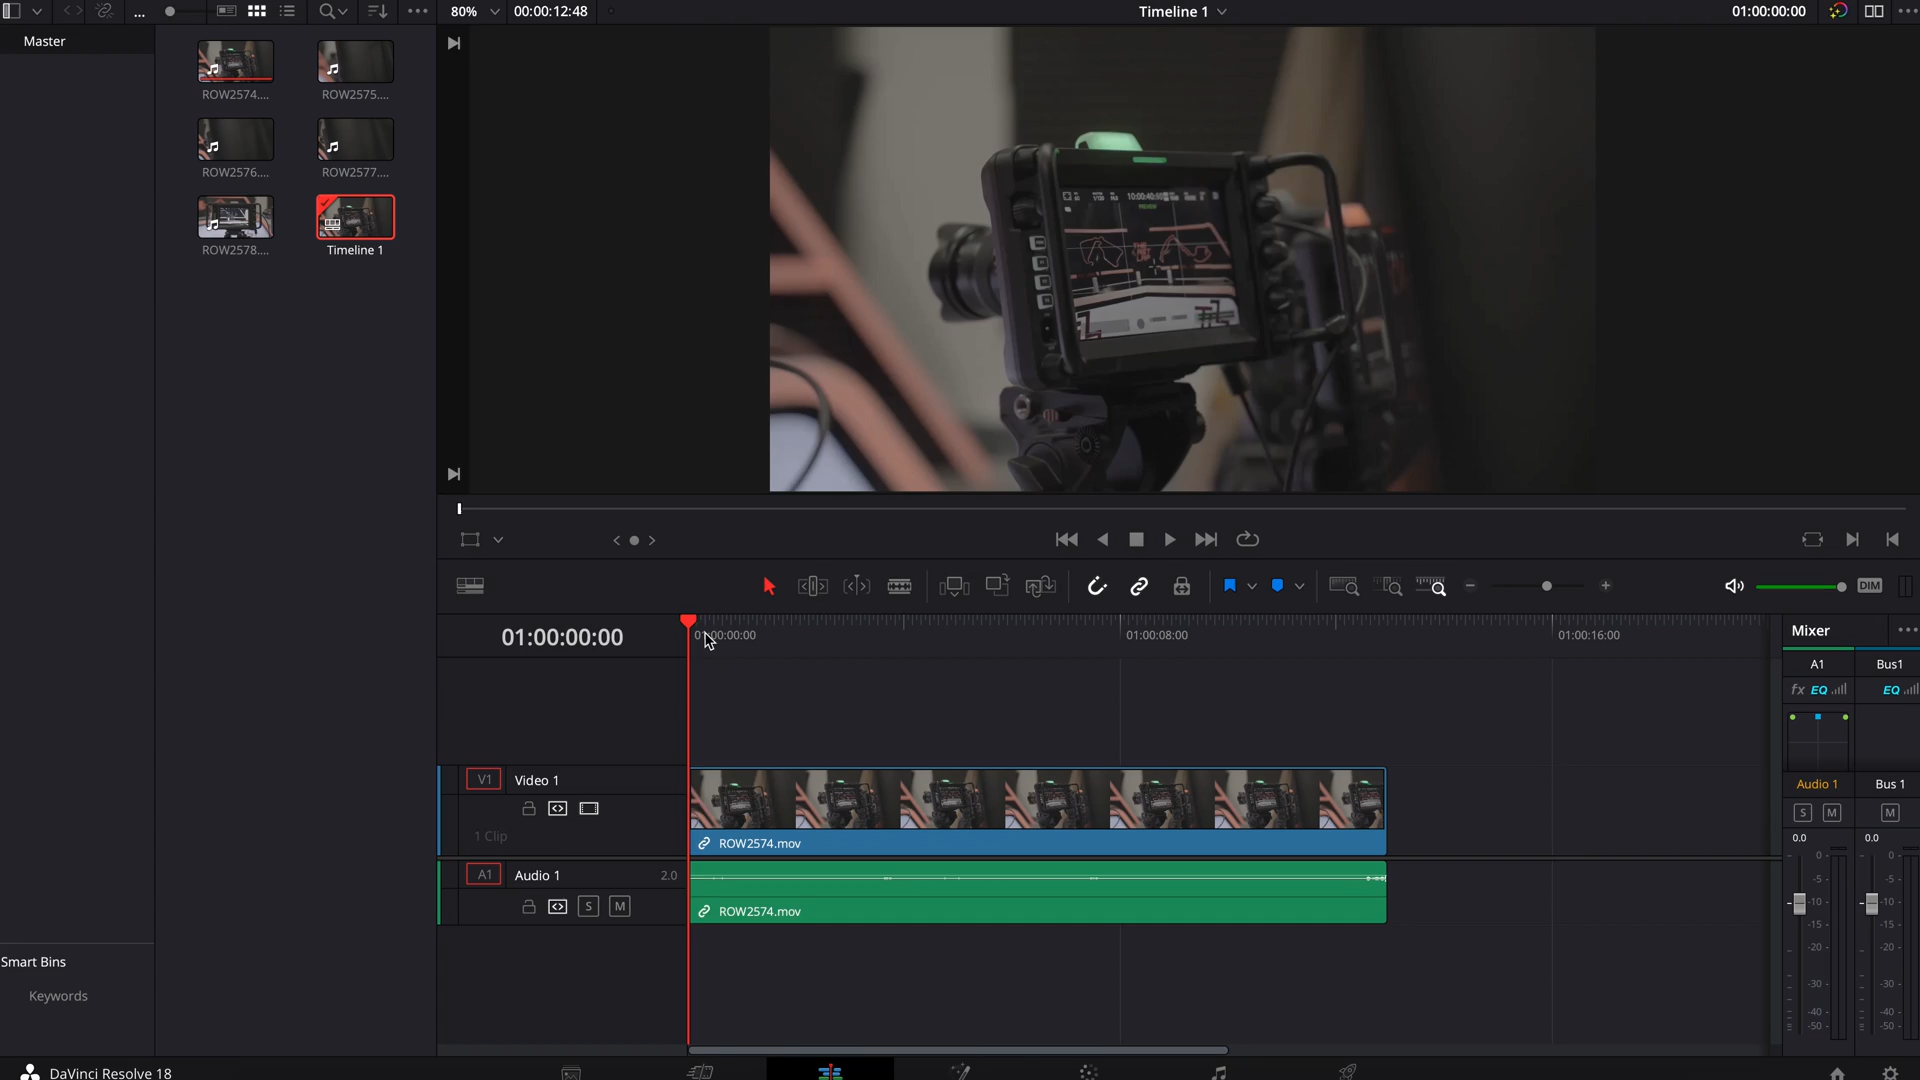 ...
80%
00:00:12:48
Timeline 1
01:00:00:00
Master
ROW2574....
ROW2575....
ROW2576....
ROW2577....
ROW2578....
Timeline 1
DIM
01:00:00:00
01:00:00:00
01:00:08:00
01:00:16:00
Mixer
A1
Bus1
fx EQ
EQ
V1
Video 1
1 Clip
ROW2574.mov
A1
Audio 1
2.0
S
M
ROW2574.mov
Audio 1
Bus 1
S
M
M
0.0
0.0
0
-5
-10
-15
-20
-30
-40
-50
0
-5
-10
-15
-20
-30
-40
-50
Smart Bins
Keywords
DaVinci Resolve 18